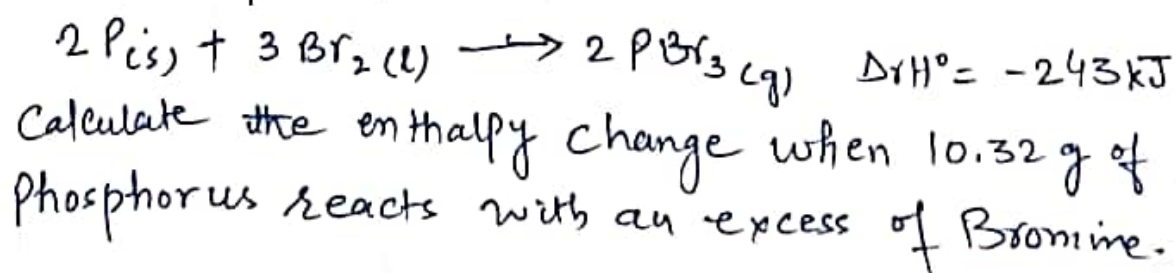 2 P(s) + 3 Br₂ (l) ⟶ 2 PBr₃ (g) ΔrH° = -243 kJ
Calculate the enthalpy change when 10.32 g of
Phosphorus reacts with an excess of Bromine.